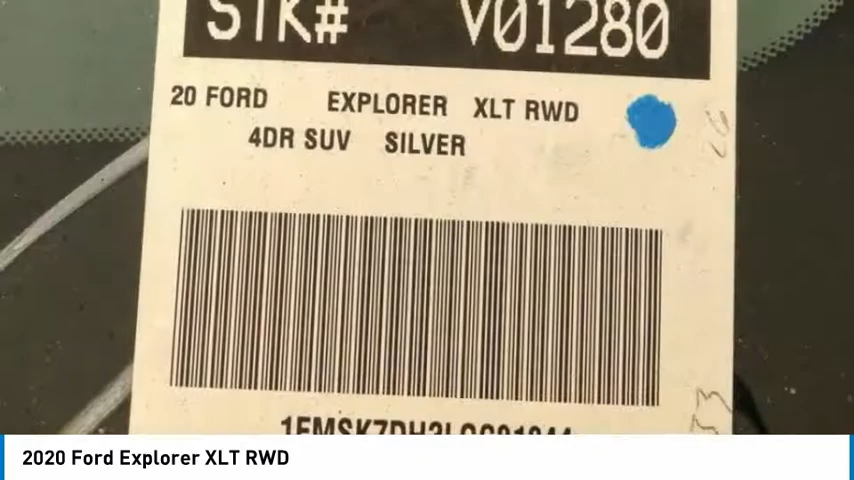 STK# V01280
20 FORD EXPLORER XLT RWD
4DR SUV SILVER
2020 Ford Explorer XLT RWD